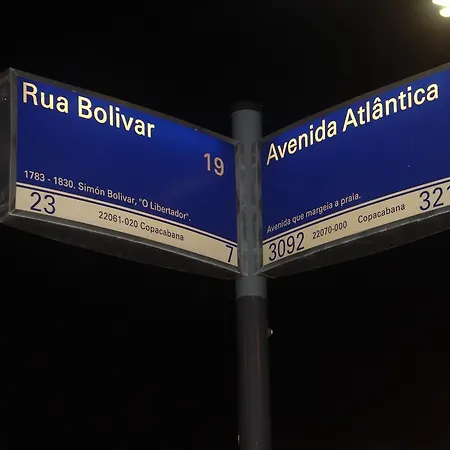 Rua Bolivar
19
1783 - 1830. Simón Bolivar, "O Libertador".
23 22061-020 Copacabana 7
Avenida Atlântica
Avenida que margeia a praia.
3092 22070-000 Copacabana